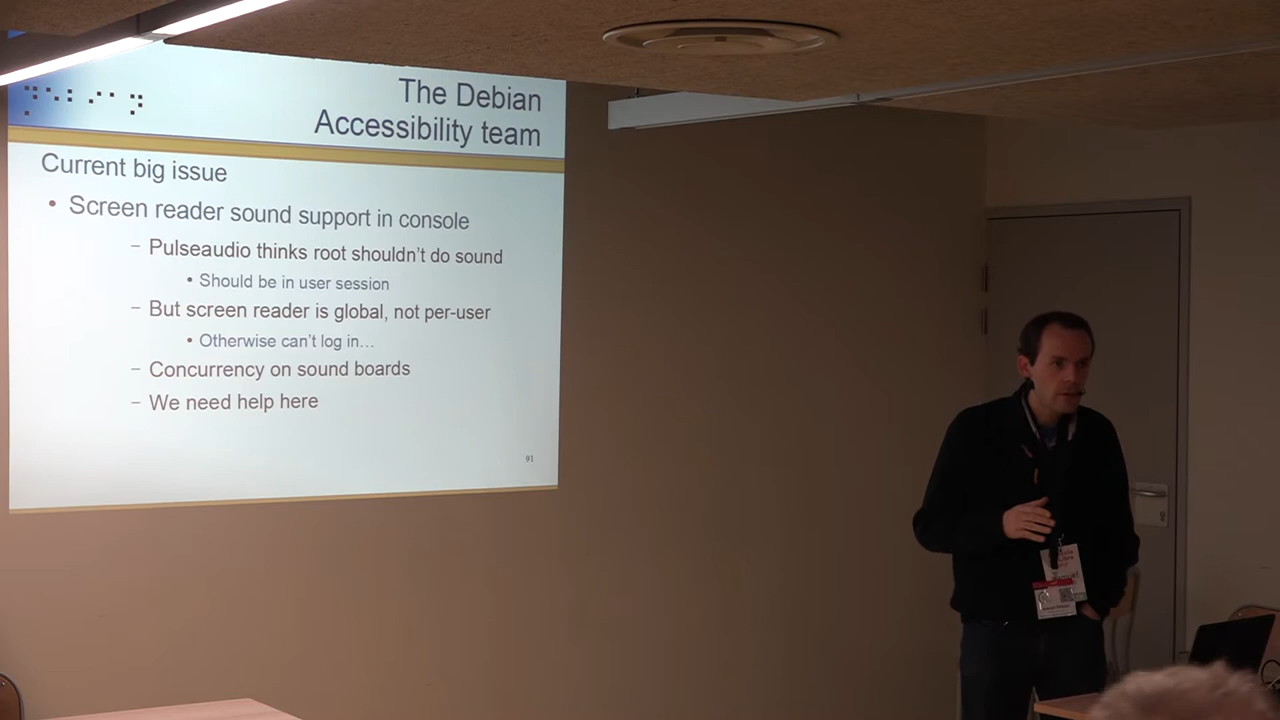 The Debian
Accessibility team
Current big issue
• Screen reader sound support in console
– Pulseaudio thinks root shouldn't do sound
• Should be in user session
– But screen reader is global, not per-user
• Otherwise can't log in…
– Concurrency on sound boards
– We need help here
91